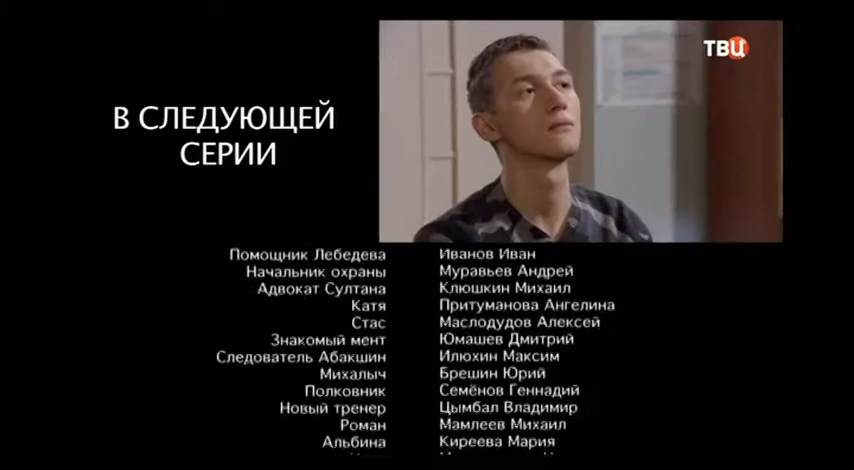 ТВЦ
В СЛЕДУЮЩЕЙ
СЕРИИ
Помощник Лебедева Иванов Иван
Начальник охраны Муравьев Андрей
Адвокат Султана Клюшкин Михаил
Катя Притуманова Ангелина
Стас Маслодудов Алексей
Знакомый мент Юмашев Дмитрий
Следователь Абакшин Илюхин Максим
Михалыч Брешин Юрий
Полковник Семёнов Геннадий
Новый тренер Цымбал Владимир
Роман Мамлеев Михаил
Альбина Киреева Мария